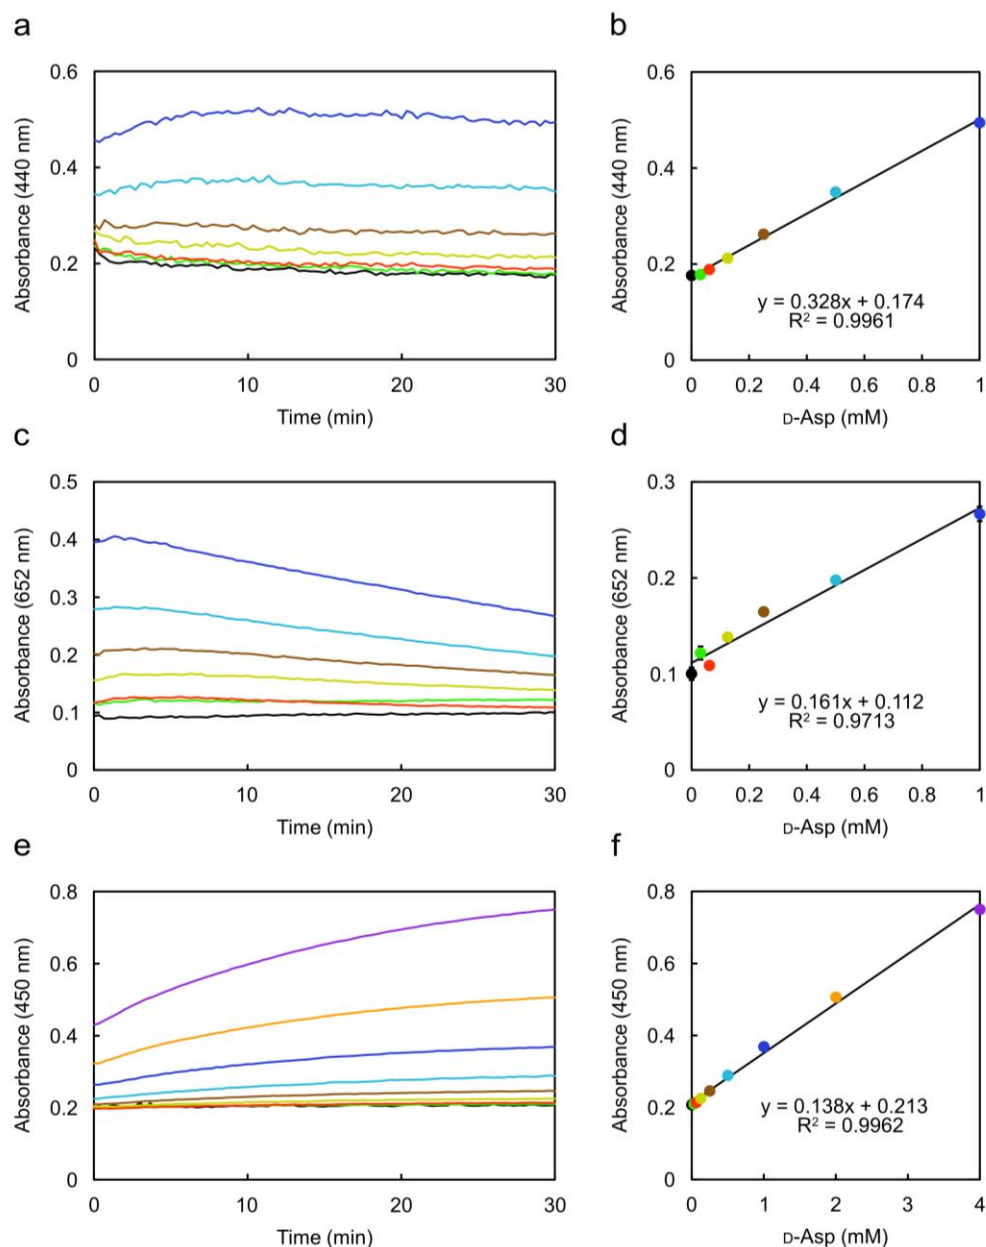 a
0.6
0.4
0.2
0
Absorbance (440 nm)
0 10 20 30
Time (min)
b
0.6
0.4
0.2
0
Absorbance (440 nm)
y = 0.328x + 0.174
R² = 0.9961
0 0.2 0.4 0.6 0.8 1
D-Asp (mM)
c
0.5
0.4
0.3
0.2
0.1
0
Absorbance (652 nm)
0 10 20 30
Time (min)
d
0.3
0.2
0.1
0
Absorbance (652 nm)
y = 0.161x + 0.112
R² = 0.9713
0 0.2 0.4 0.6 0.8 1
D-Asp (mM)
e
0.8
0.6
0.4
0.2
0
Absorbance (450 nm)
0 10 20 30
Time (min)
f
0.8
0.6
0.4
0.2
0
Absorbance (450 nm)
y = 0.138x + 0.213
R² = 0.9962
0 1 2 3 4
D-Asp (mM)